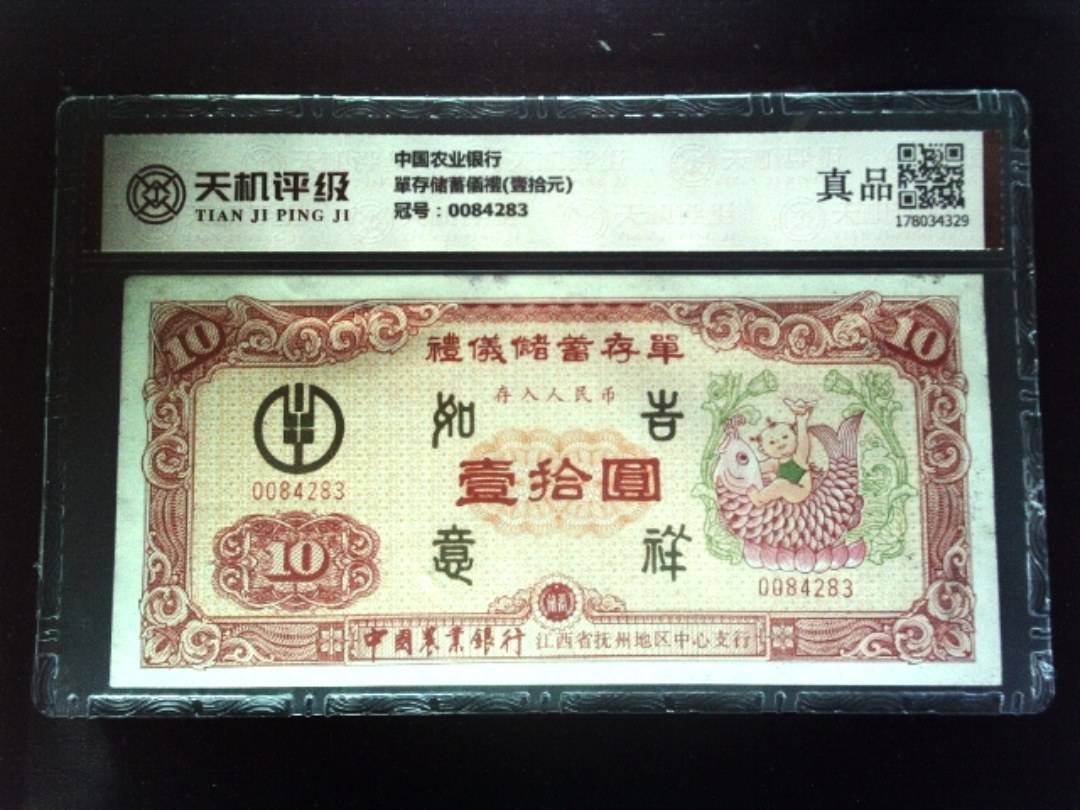 天机评级
TIAN JI PING JI
中国农业银行
單存储蓄儀禮(壹拾元)
冠号：0084283
真品
178034329
10
10
禮儀儲蓄存單
存入人民币
如
吉
壹拾圓
意
祥
0084283
10
0084283
中國農業銀行 江西省抚州地区中心支行